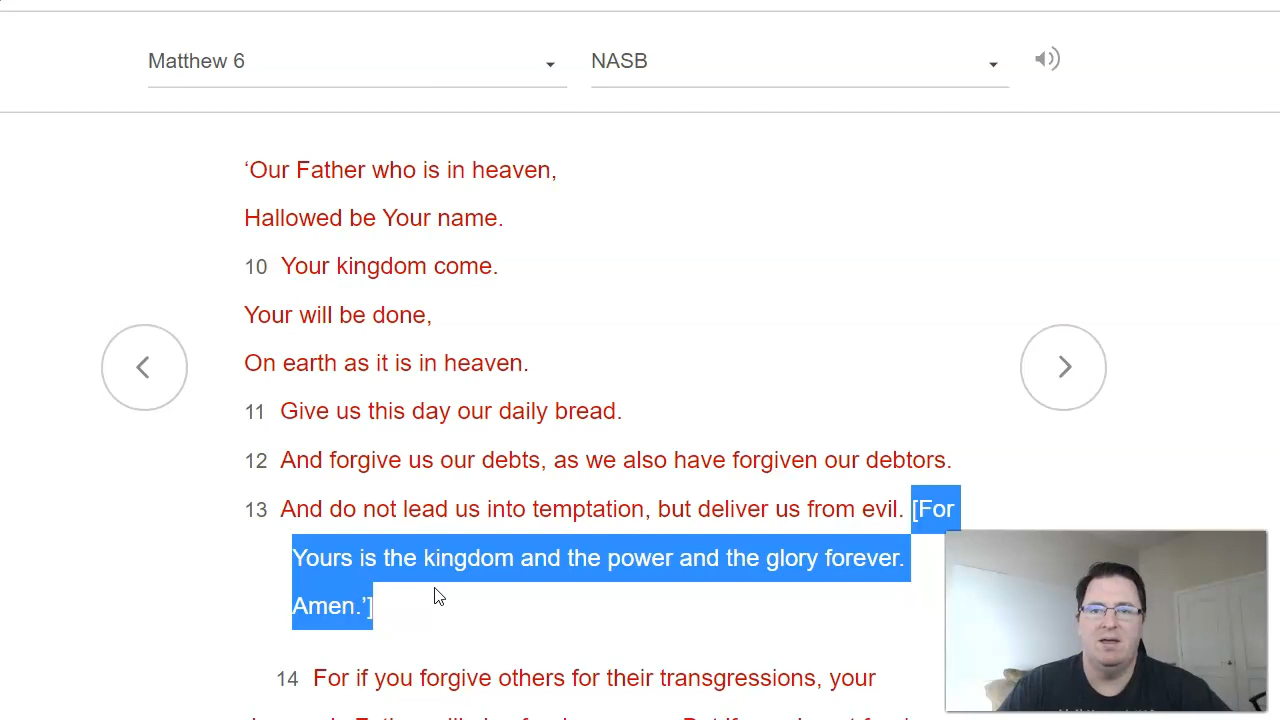 Matthew 6
NASB
‘Our Father who is in heaven,
Hallowed be Your name.
10 Your kingdom come.
Your will be done,
On earth as it is in heaven.
11 Give us this day our daily bread.
12 And forgive us our debts, as we also have forgiven our debtors.
13 And do not lead us into temptation, but deliver us from evil. [For
Yours is the kingdom and the power and the glory forever.
Amen.’]
14 For if you forgive others for their transgressions, your